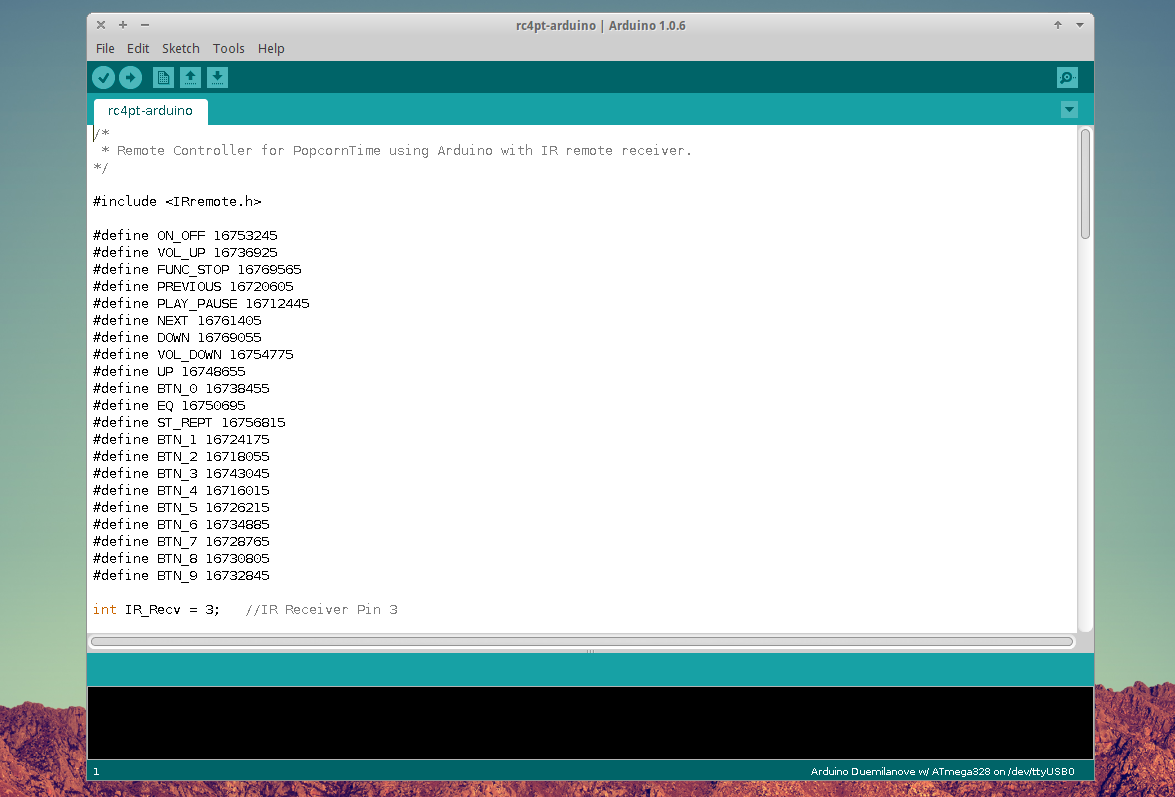 rc4pt-arduino | Arduino 1.0.6
File Edit Sketch Tools Help
rc4pt-arduino
/*
 * Remote Controller for PopcornTime using Arduino with IR remote receiver.
*/
#include <IRremote.h>
#define ON_OFF 16753245
#define VOL_UP 16736925
#define FUNC_STOP 16769565
#define PREVIOUS 16720605
#define PLAY_PAUSE 16712445
#define NEXT 16761405
#define DOWN 16769055
#define VOL_DOWN 16754775
#define UP 16748655
#define BTN_0 16738455
#define EQ 16750695
#define ST_REPT 16756815
#define BTN_1 16724175
#define BTN_2 16718055
#define BTN_3 16743045
#define BTN_4 16716015
#define BTN_5 16726215
#define BTN_6 16734885
#define BTN_7 16728765
#define BTN_8 16730805
#define BTN_9 16732845
int IR_Recv = 3;   //IR Receiver Pin 3
1
Arduino Duemilanove w/ ATmega328 on /dev/ttyUSB0